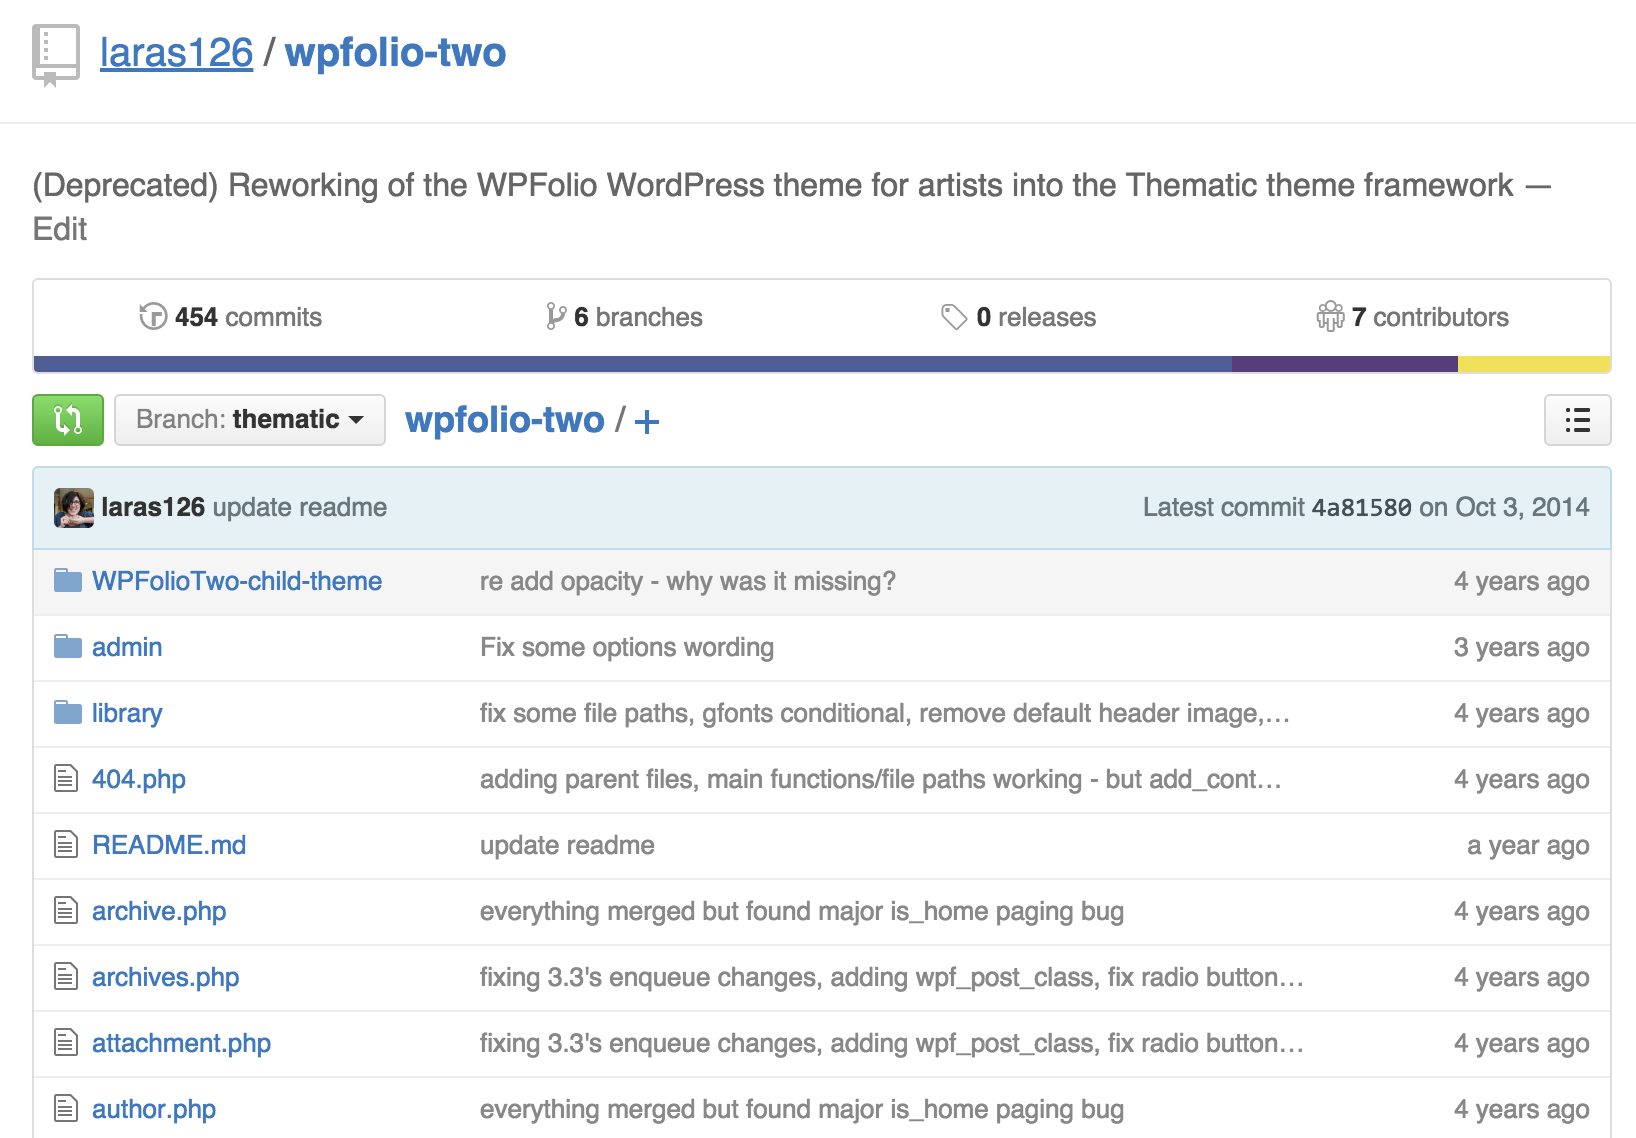 laras126 / wpfolio-two
(Deprecated) Reworking of the WPFolio WordPress theme for artists into the Thematic theme framework —
Edit
454 commits 6 branches 0 releases 7 contributors
Branch: thematic wpfolio-two / +
laras126 update readme Latest commit 4a81580 on Oct 3, 2014
WPFolioTwo-child-theme re add opacity - why was it missing? 4 years ago
admin Fix some options wording 3 years ago
library fix some file paths, gfonts conditional, remove default header image,… 4 years ago
404.php adding parent files, main functions/file paths working - but add_cont… 4 years ago
README.md update readme a year ago
archive.php everything merged but found major is_home paging bug 4 years ago
archives.php fixing 3.3's enqueue changes, adding wpf_post_class, fix radio button… 4 years ago
attachment.php fixing 3.3's enqueue changes, adding wpf_post_class, fix radio button… 4 years ago
author.php everything merged but found major is_home paging bug 4 years ago